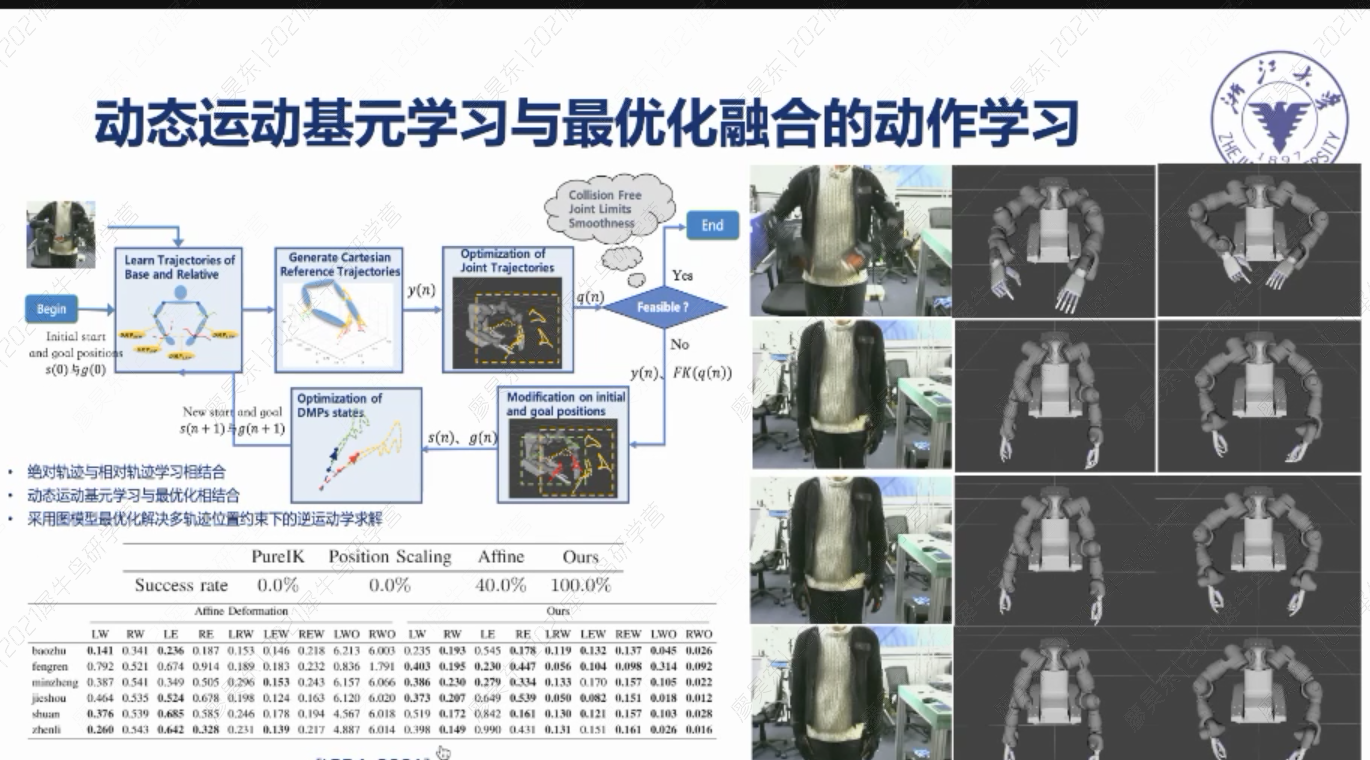 动态运动基元学习与最优化融合的动作学习
浙江大学
ZHEJIANG UNIVERSITY
1897
Collision Free
Joint Limits
Smoothness
End
Learn Trajectories of
Base and Relative
Generate Cartesian
Reference Trajectories
Optimization of
Joint Trajectories
y(n)
q(n)
Yes
Begin
Feasible ?
Initial start
and goal positions
s(0)与g(0)
No
y(n)、FK(q(n))
Optimization of
DMPs states
Modification on initial
and goal positions
New start and goal
s(n+1)与g(n+1)
s(n)、g(n)
• 绝对轨迹与相对轨迹学习相结合
• 动态运动基元学习与最优化相结合
• 采用图模型最优化解决多轨迹位置约束下的逆运动学求解
PureIK Position Scaling Affine Ours
Success rate 0.0% 0.0% 40.0% 100.0%
Affine Deformation Ours
LW RW LE RE LRW LEW REW LWO RWO LW RW LE RE LRW LEW REW LWO RWO
baozhu 0.141 0.341 0.236 0.187 0.153 0.146 0.218 6.213 6.003 0.235 0.193 0.545 0.178 0.119 0.132 0.137 0.045 0.026
fengren 0.792 0.521 0.674 0.914 0.189 0.183 0.232 0.836 1.791 0.403 0.195 0.230 0.447 0.056 0.104 0.098 0.314 0.092
minzheng 0.387 0.541 0.349 0.505 0.296 0.153 0.243 6.157 6.066 0.386 0.230 0.279 0.334 0.133 0.170 0.157 0.105 0.022
jieshou 0.464 0.535 0.524 0.678 0.198 0.124 0.163 6.120 6.020 0.373 0.207 0.649 0.539 0.050 0.082 0.151 0.018 0.012
shuan 0.376 0.539 0.685 0.585 0.246 0.178 0.194 4.567 6.018 0.519 0.172 0.842 0.161 0.130 0.121 0.157 0.103 0.028
zhenli 0.260 0.543 0.642 0.328 0.231 0.139 0.217 4.887 6.014 0.398 0.149 0.990 0.431 0.131 0.151 0.161 0.026 0.016